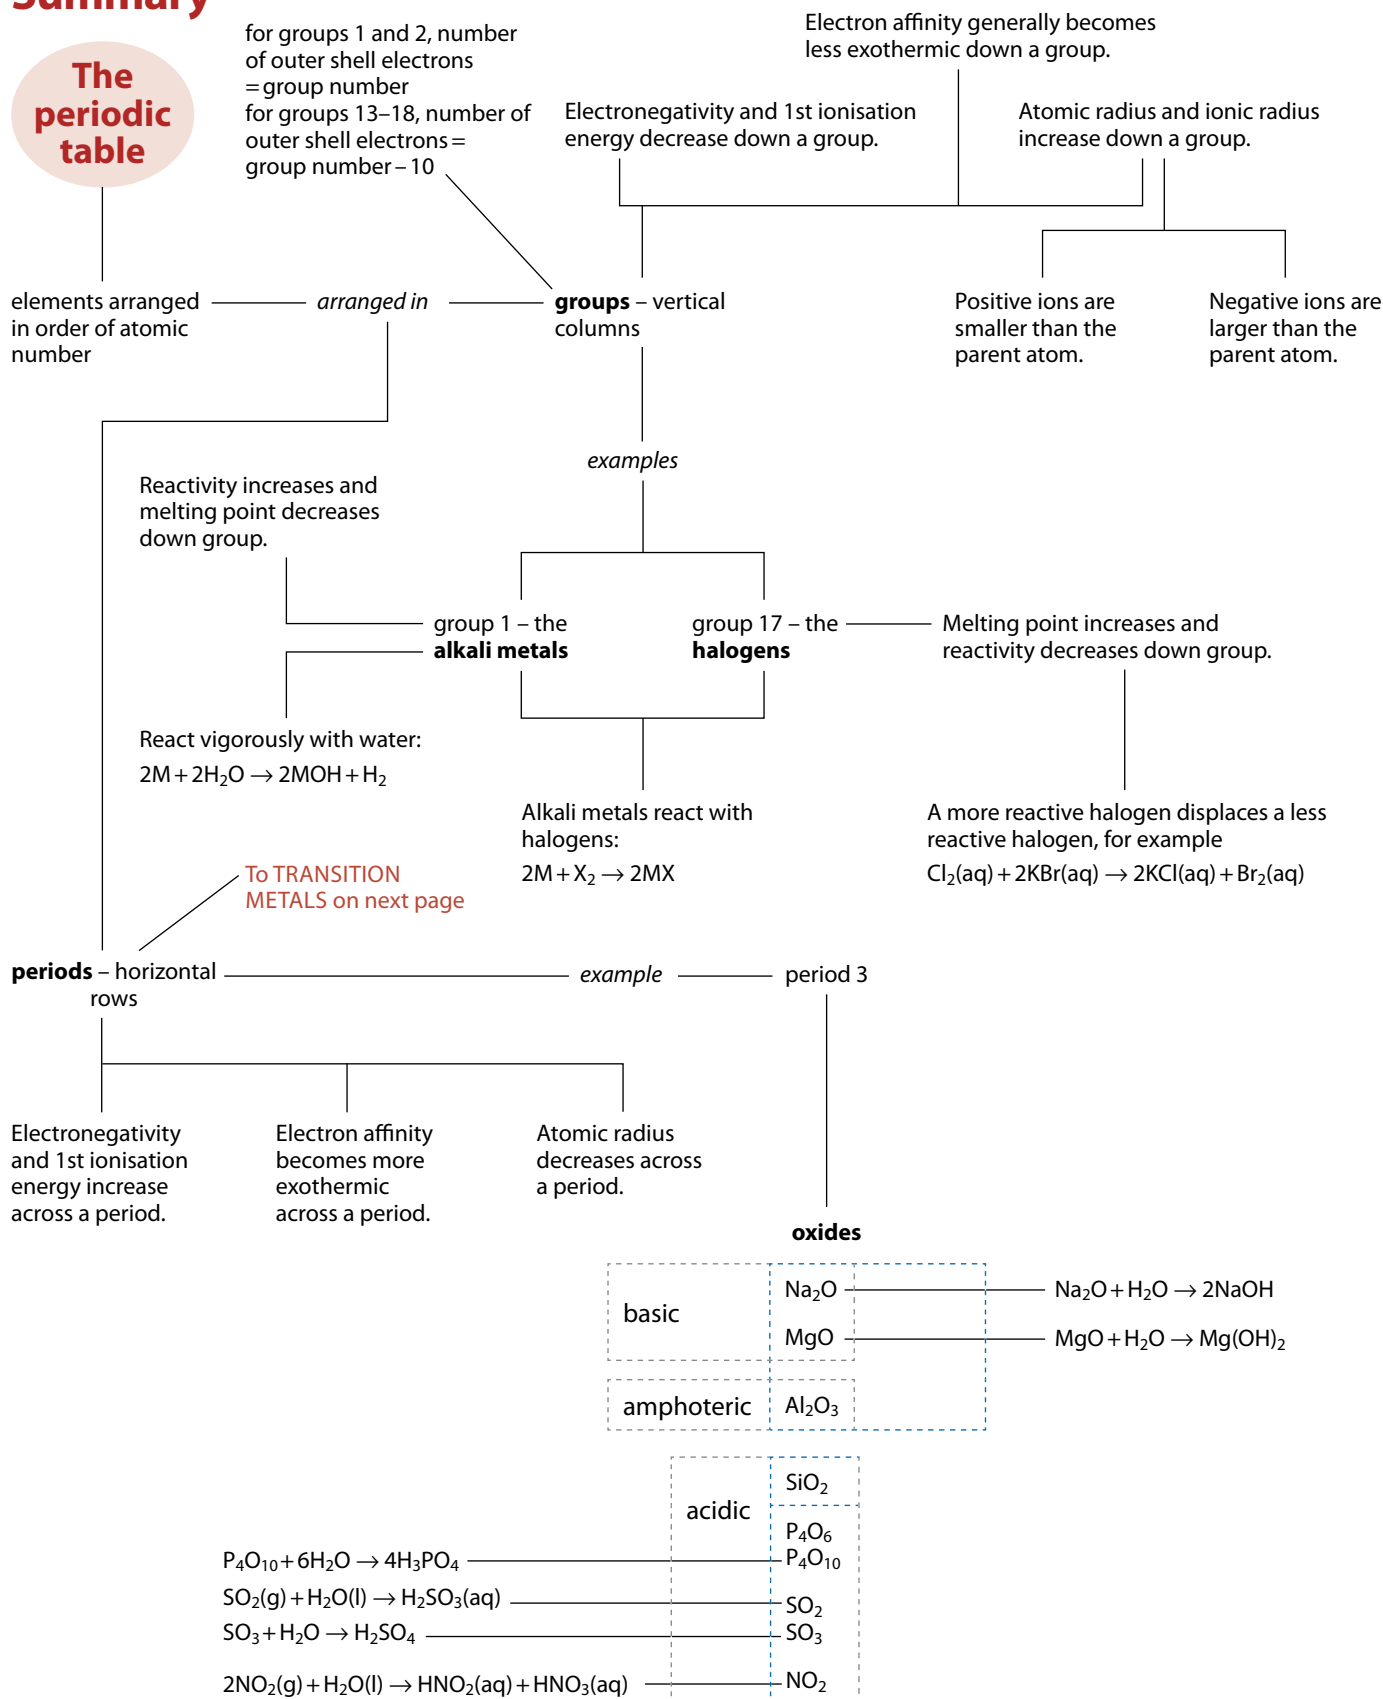 Summary
The
periodic
table
for groups 1 and 2, number
of outer shell electrons
= group number
for groups 13–18, number of
outer shell electrons =
group number – 10
Electron affinity generally becomes
less exothermic down a group.
Electronegativity and 1st ionisation
energy decrease down a group.
Atomic radius and ionic radius
increase down a group.
elements arranged
in order of atomic
number
arranged in
groups – vertical
columns
Positive ions are
smaller than the
parent atom.
Negative ions are
larger than the
parent atom.
examples
Reactivity increases and
melting point decreases
down group.
group 1 – the
alkali metals
group 17 – the
halogens
Melting point increases and
reactivity decreases down group.
React vigorously with water:
2M + 2H₂O → 2MOH + H₂
Alkali metals react with
halogens:
2M + X₂ → 2MX
A more reactive halogen displaces a less
reactive halogen, for example
Cl₂(aq) + 2KBr(aq) → 2KCl(aq) + Br₂(aq)
To TRANSITION
METALS on next page
periods – horizontal
rows
example
period 3
Electronegativity
and 1st ionisation
energy increase
across a period.
Electron affinity
becomes more
exothermic
across a period.
Atomic radius
decreases across
a period.
oxides
basic
Na₂O
Na₂O + H₂O → 2NaOH
MgO
MgO + H₂O → Mg(OH)₂
amphoteric
Al₂O₃
acidic
SiO₂
P₄O₆
P₄O₁₀ + 6H₂O → 4H₃PO₄
P₄O₁₀
SO₂(g) + H₂O(l) → H₂SO₃(aq)
SO₂
SO₃ + H₂O → H₂SO₄
SO₃
2NO₂(g) + H₂O(l) → HNO₂(aq) + HNO₃(aq)
NO₂